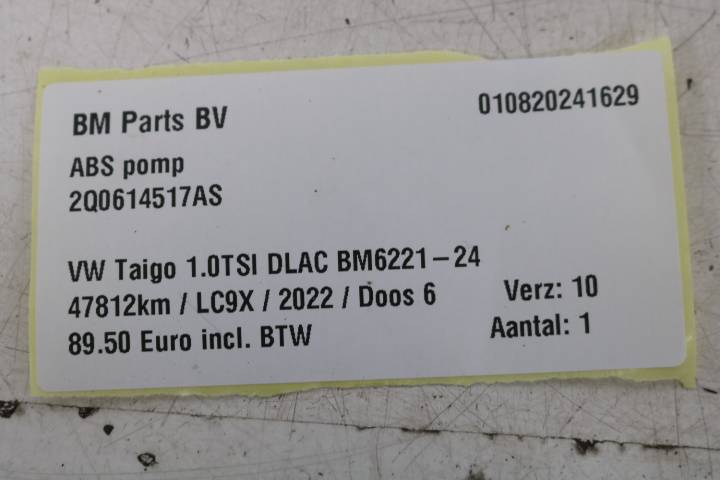 BM Parts BV 010820241629
ABS pomp
2Q0614517AS
VW Taigo 1.0TSI DLAC BM6221-24
47812km / LC9X / 2022 / Doos 6 Verz: 10
89.50 Euro incl. BTW Aantal: 1